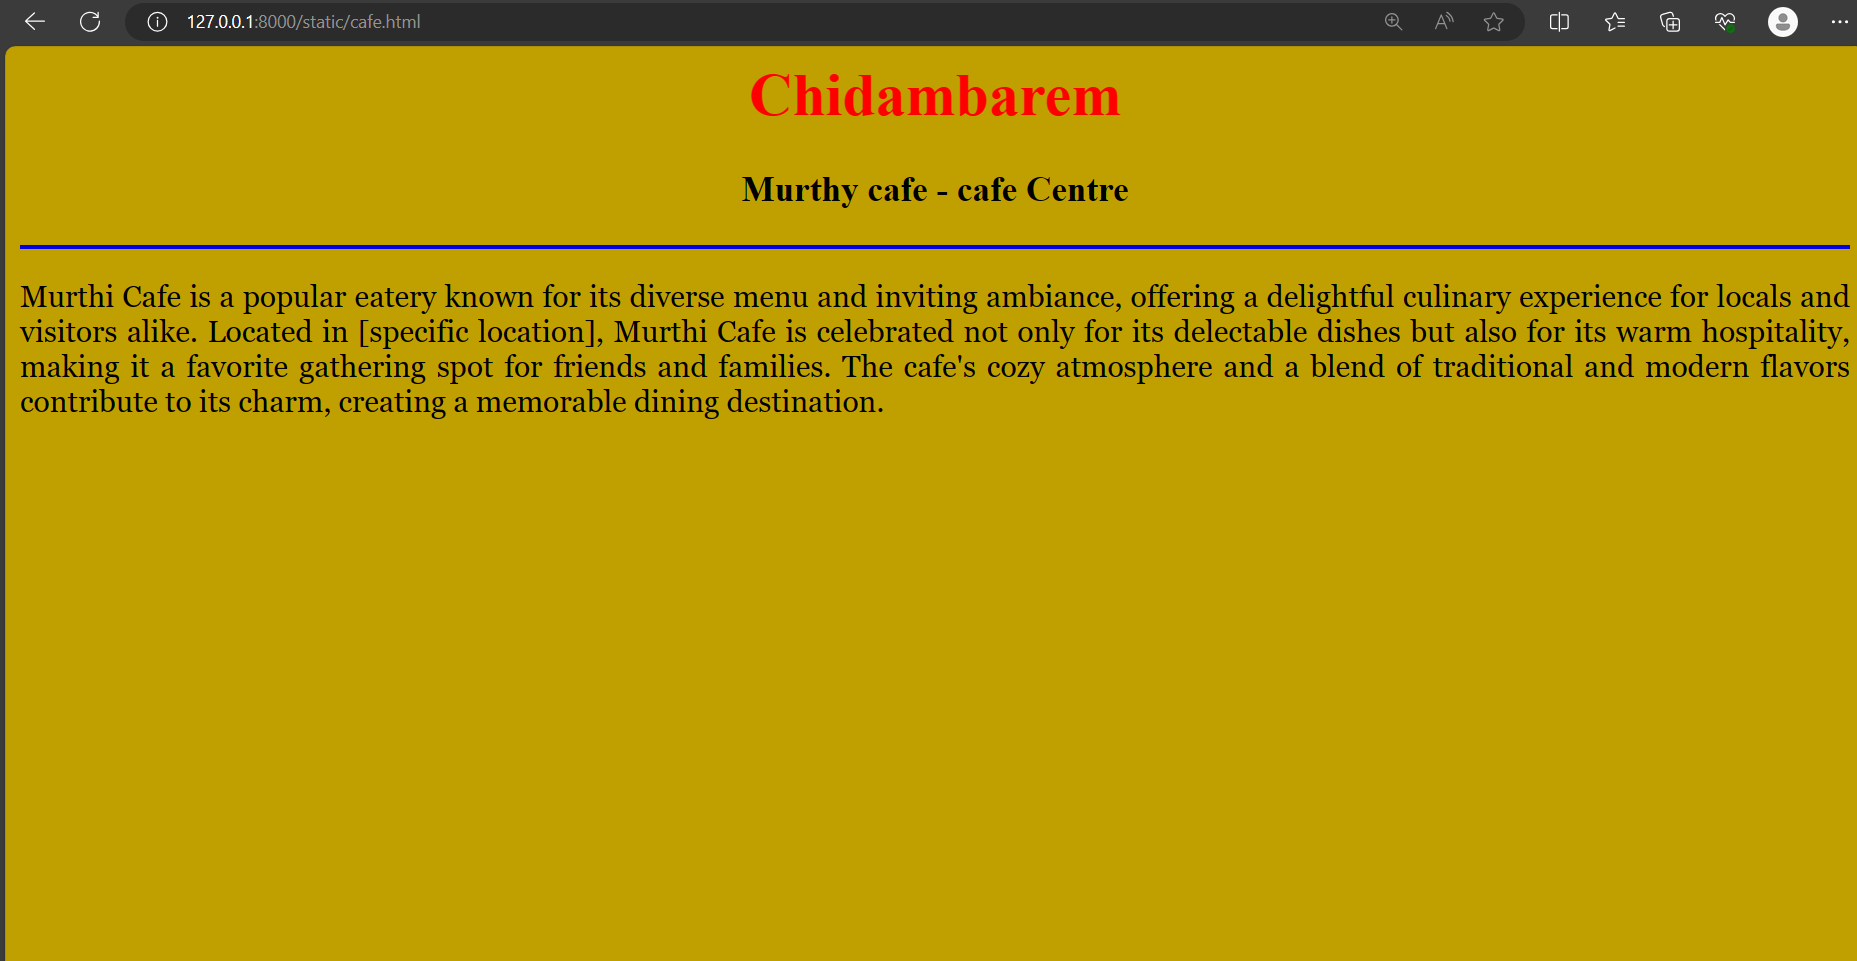 127.0.0.1:8000/static/cafe.html
Chidambarem
Murthy cafe - cafe Centre
Murthi Cafe is a popular eatery known for its diverse menu and inviting ambiance, offering a delightful culinary experience for locals and
visitors alike. Located in [specific location], Murthi Cafe is celebrated not only for its delectable dishes but also for its warm hospitality,
making it a favorite gathering spot for friends and families. The cafe's cozy atmosphere and a blend of traditional and modern flavors
contribute to its charm, creating a memorable dining destination.